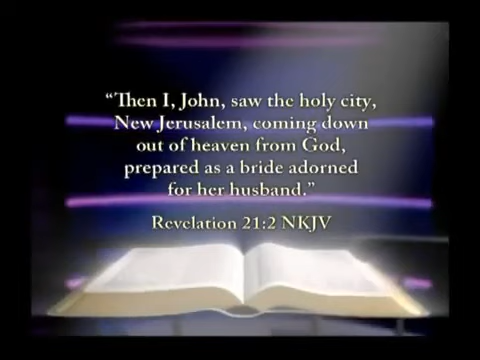 “Then I, John, saw the holy city,
New Jerusalem, coming down
out of heaven from God,
prepared as a bride adorned
for her husband.”
Revelation 21:2 NKJV